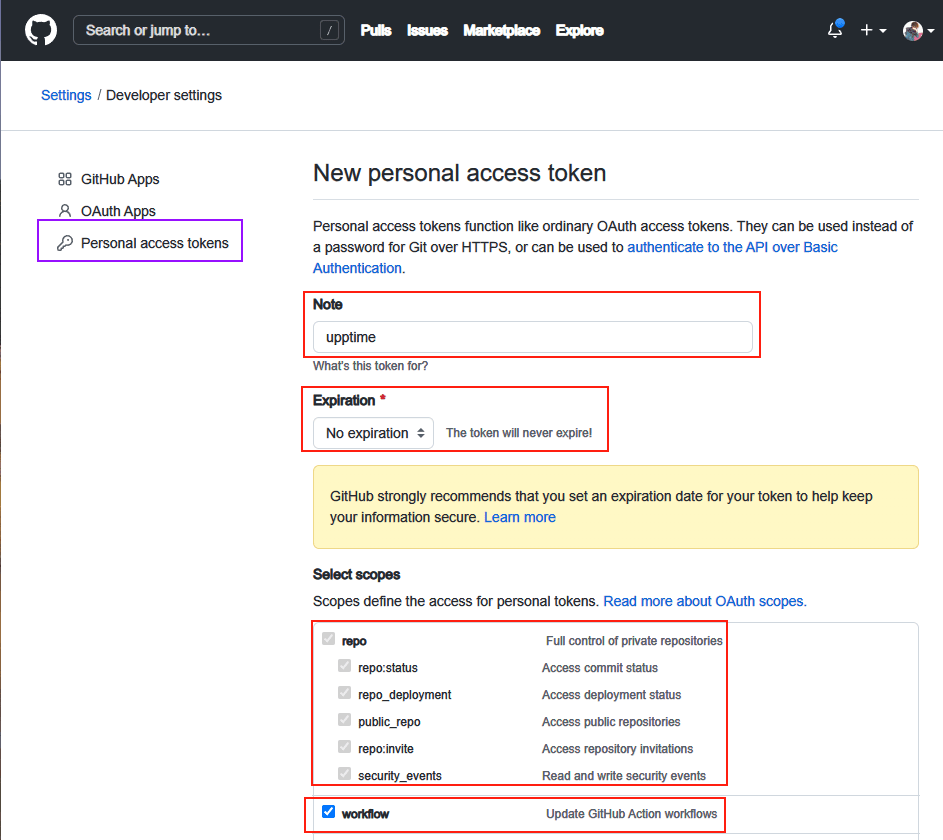 Search or jump to… /
Pulls Issues Marketplace Explore
Settings / Developer settings
GitHub Apps
OAuth Apps
Personal access tokens
New personal access token
Personal access tokens function like ordinary OAuth access tokens. They can be used instead of
a password for Git over HTTPS, or can be used to authenticate to the API over Basic
Authentication.
Note
upptime
What's this token for?
Expiration *
No expiration The token will never expire!
GitHub strongly recommends that you set an expiration date for your token to help keep
your information secure. Learn more
Select scopes
Scopes define the access for personal tokens. Read more about OAuth scopes.
repo Full control of private repositories
repo:status Access commit status
repo_deployment Access deployment status
public_repo Access public repositories
repo:invite Access repository invitations
security_events Read and write security events
workflow Update GitHub Action workflows